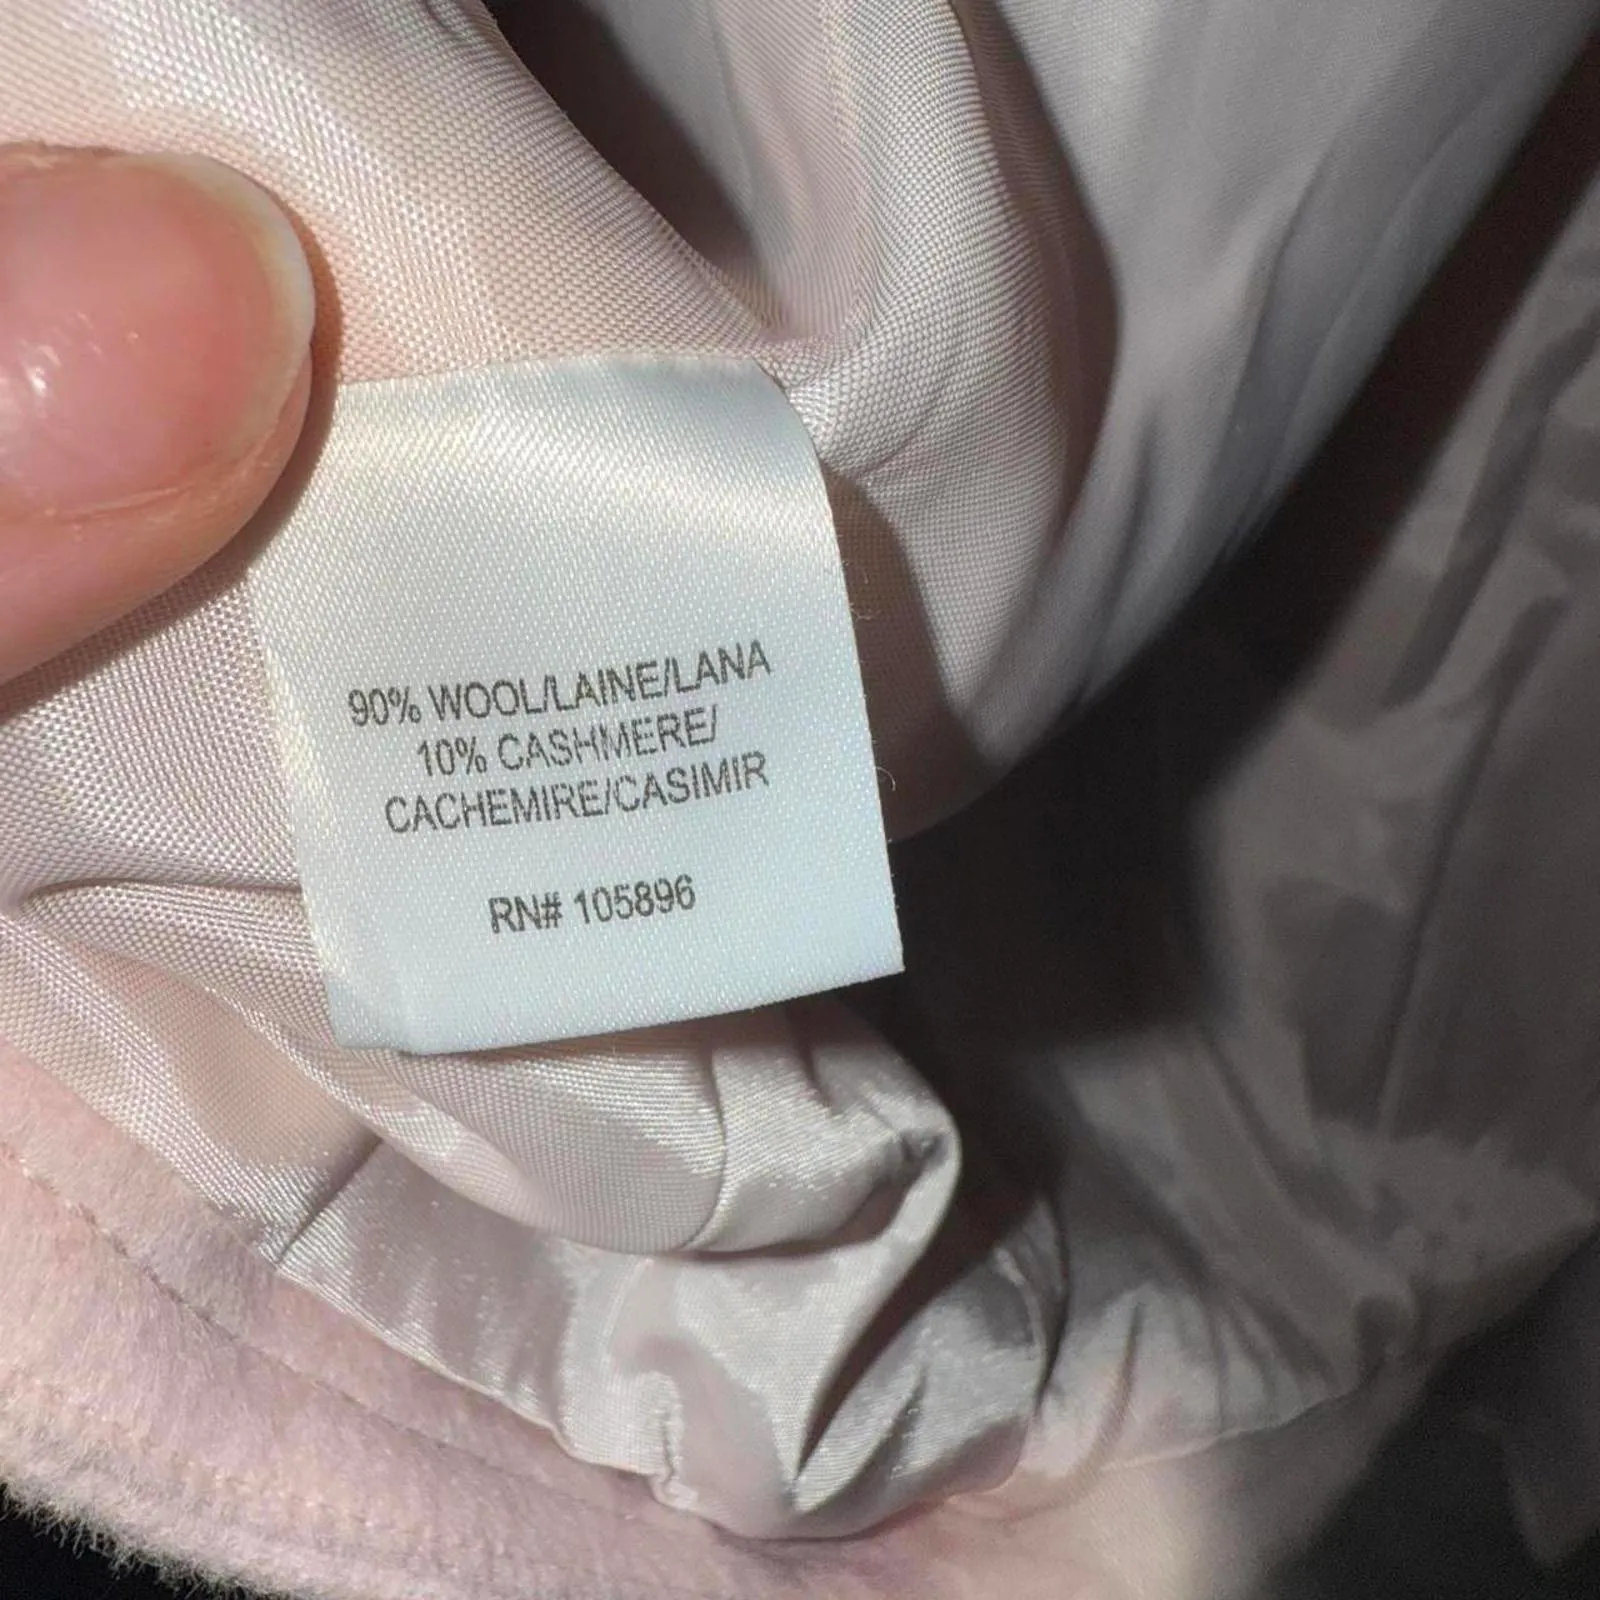 90% WOOL/LAINE/LANA
10% CASHMERE/
CACHEMIRE/CASIMIR
RN# 105896